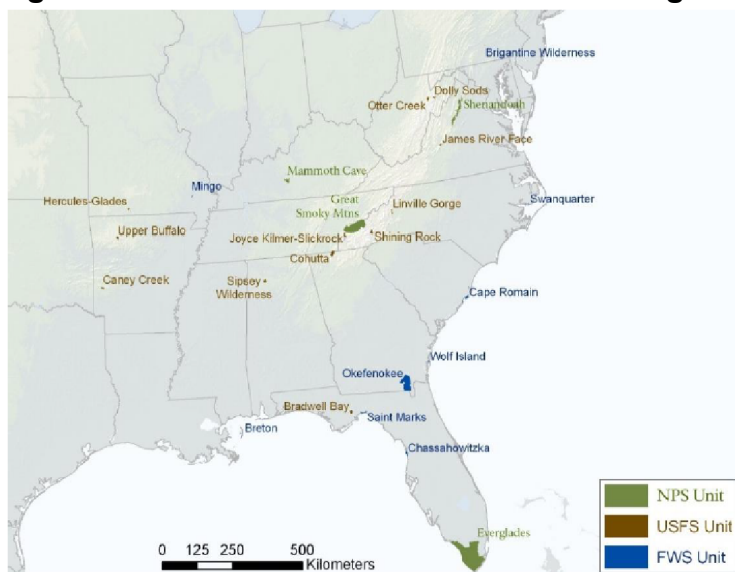 Brigantine Wilderness
Dolly Sods
Otter Creek
Shenandoah
James River Face
Mammoth Cave
Mingo
Hercules-Glades
Great
Smoky Mtns
Linville Gorge
Swanquarter
Upper Buffalo
Joyce Kilmer-Slickrock
Shining Rock
Cohutta
Caney Creek
Sipsey
Wilderness
Cape Romain
Wolf Island
Okefenokee
Bradwell Bay
Saint Marks
Breton
Chassahowitzka
NPS Unit
USFS Unit
Everglades
FWS Unit
0 125 250 500
Kilometers